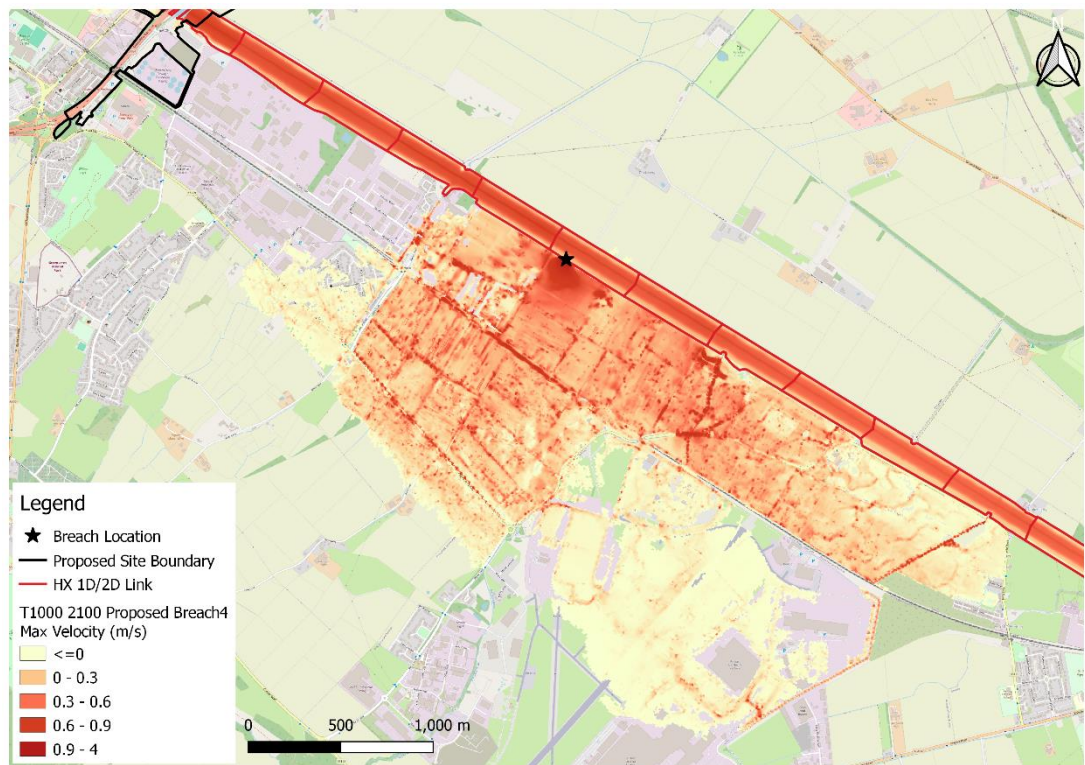 N
Legend
Breach Location
Proposed Site Boundary
HX 1D/2D Link
T1000 2100 Proposed Breach4
Max Velocity (m/s)
<=0
0 - 0.3
0.3 - 0.6
0.6 - 0.9
0.9 - 4
0 500 1,000 m